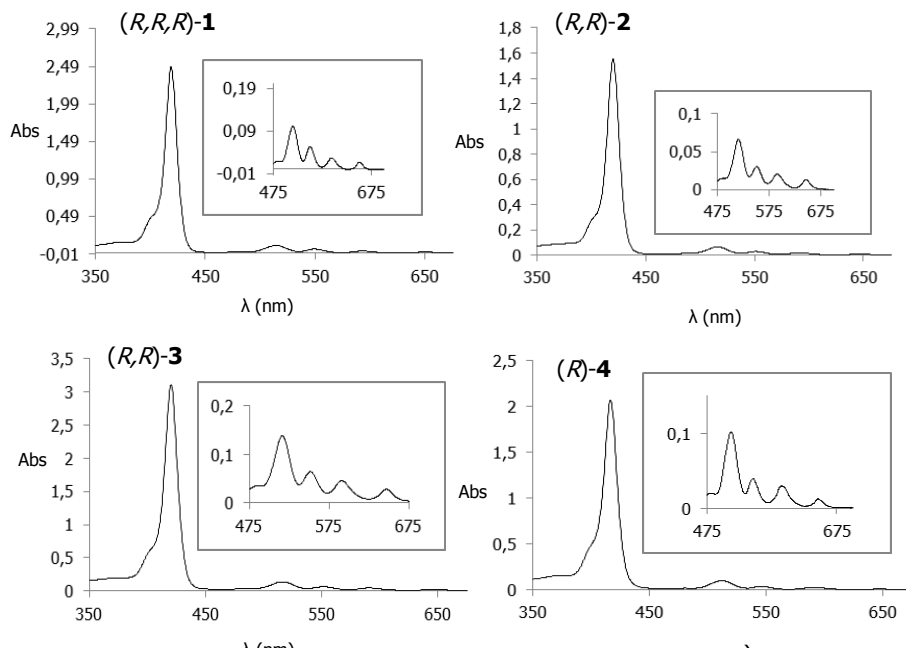 (R,R,R)-1
2,99
2,49
1,99
1,49
0,99
0,49
-0,01
Abs
0,19
0,09
-0,01
475 675
350 450 550 650
λ (nm)
(R,R)-2
1,8
1,6
1,4
1,2
1
0,8
0,6
0,4
0,2
0
Abs
0,1
0,05
0
475 575 675
350 450 550 650
λ (nm)
(R,R)-3
3,5
3
2,5
2
1,5
1
0,5
0
Abs
0,2
0,1
0
475 575 675
350 450 550 650
λ (nm)
(R)-4
2,5
2
1,5
1
0,5
0
Abs
0,1
0
475 675
350 450 550 650